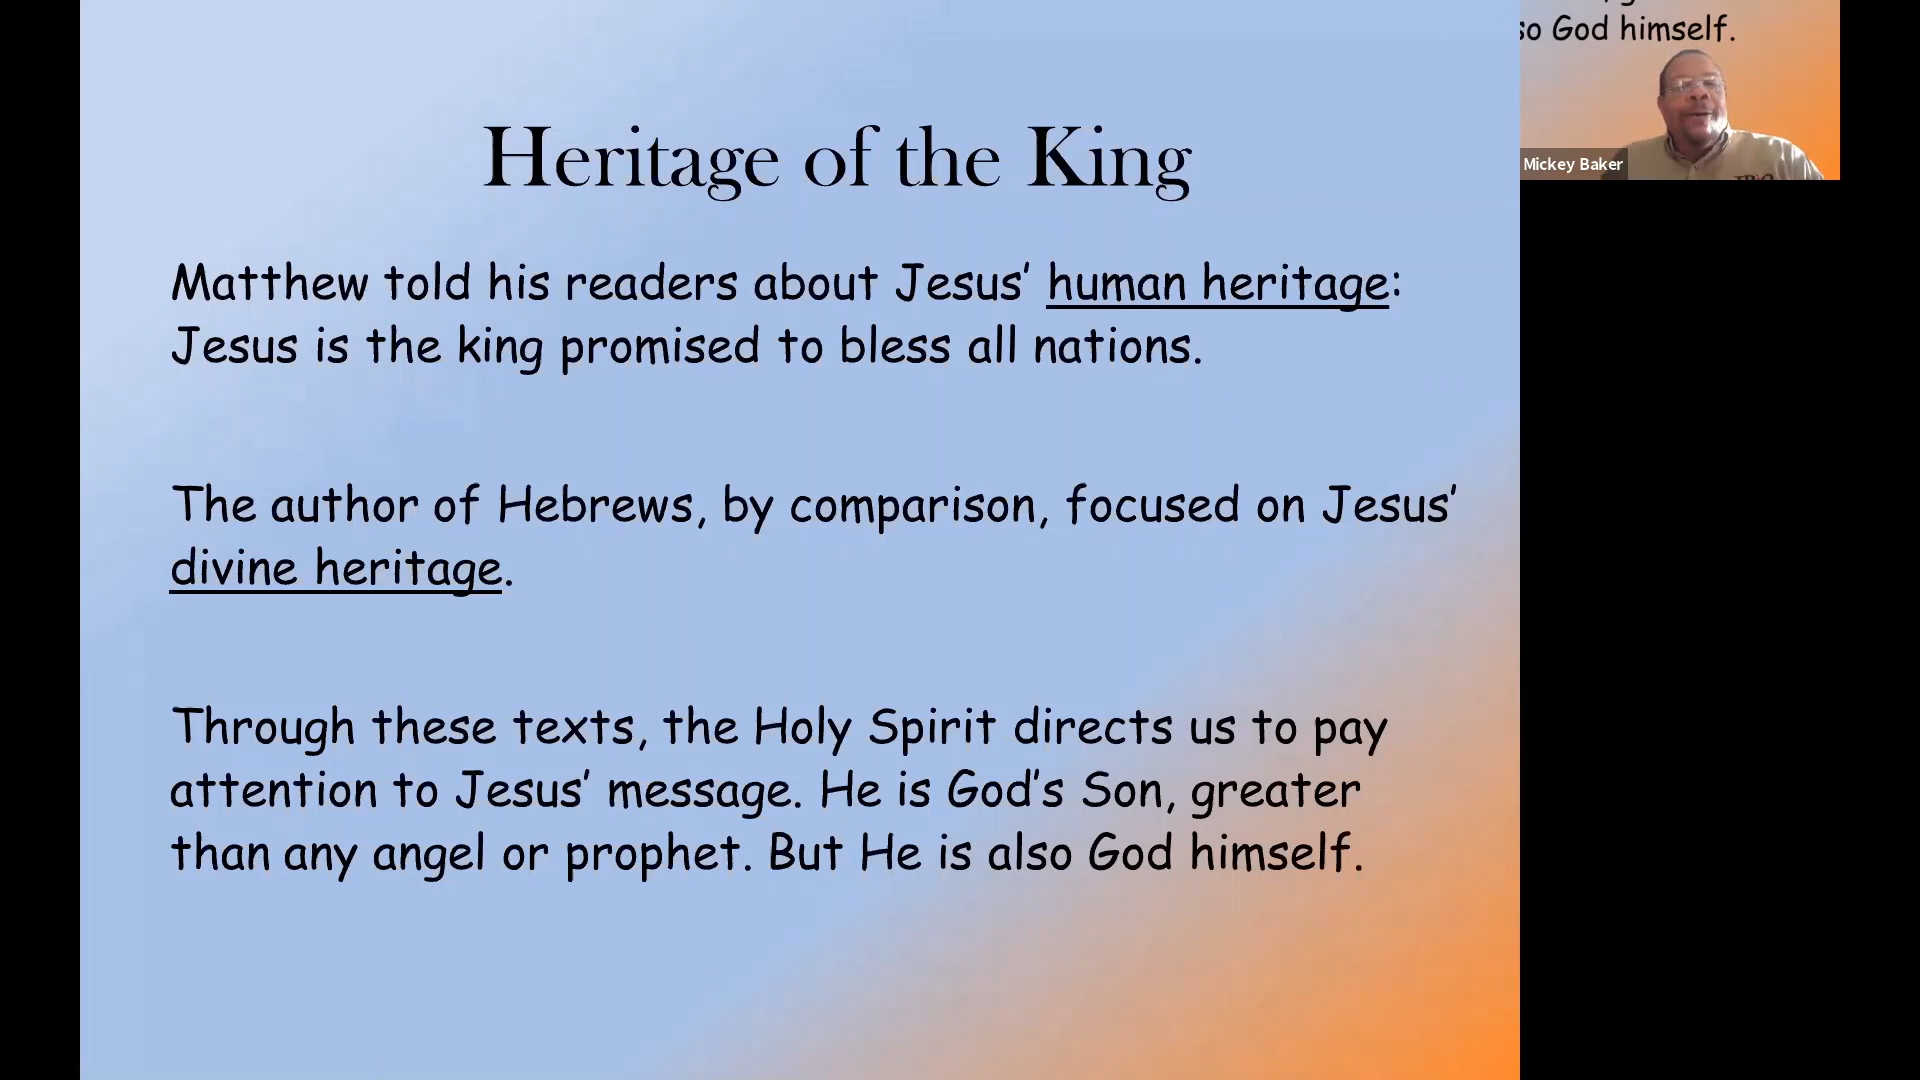 Heritage of the King
Matthew told his readers about Jesus’ human heritage:
Jesus is the king promised to bless all nations.
The author of Hebrews, by comparison, focused on Jesus’
divine heritage.
Through these texts, the Holy Spirit directs us to pay
attention to Jesus’ message. He is God’s Son, greater
than any angel or prophet. But He is also God himself.
so God himself.
Mickey Baker